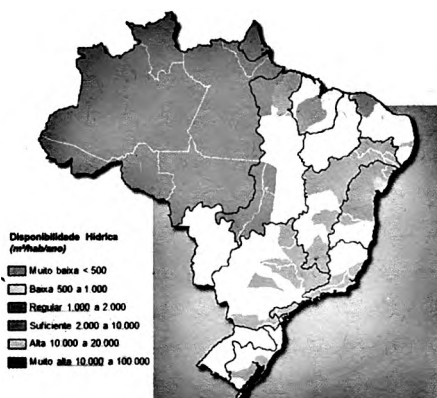 Disponibilidade Hídrica
(m³/hab/ano)
Muito baixa < 500
Baixa 500 a 1 000
Regular 1.000 a 2 000
Suficiente 2.000 a 10 000
Alta 10 000 a 20 000
Muito alta 10 000 a 100 000